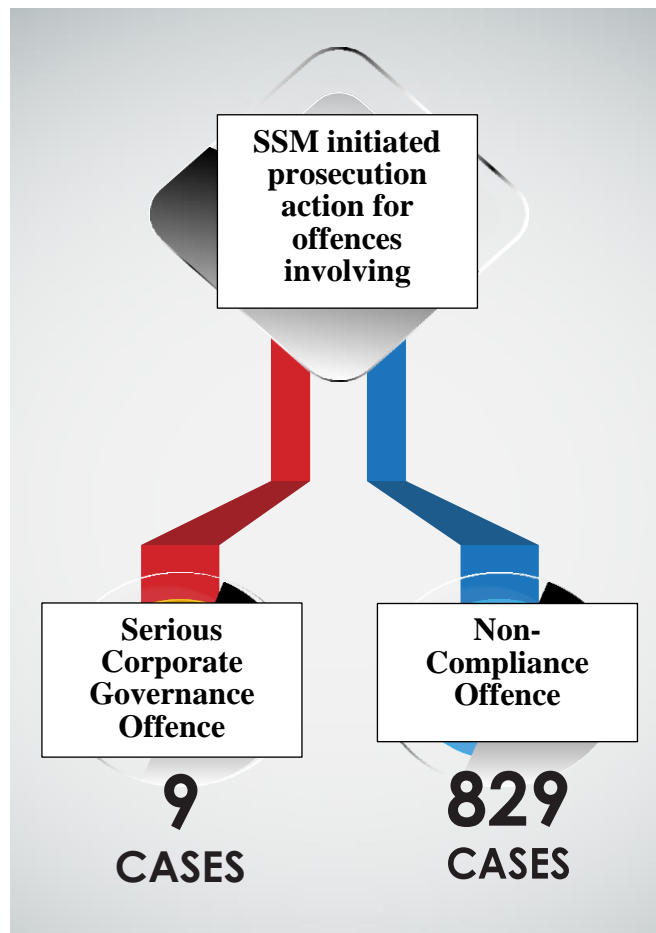 SSM initiated
prosecution
action for
offences
involving
Serious
Corporate
Governance
Offence
9
CASES
Non-
Compliance
Offence
829
CASES